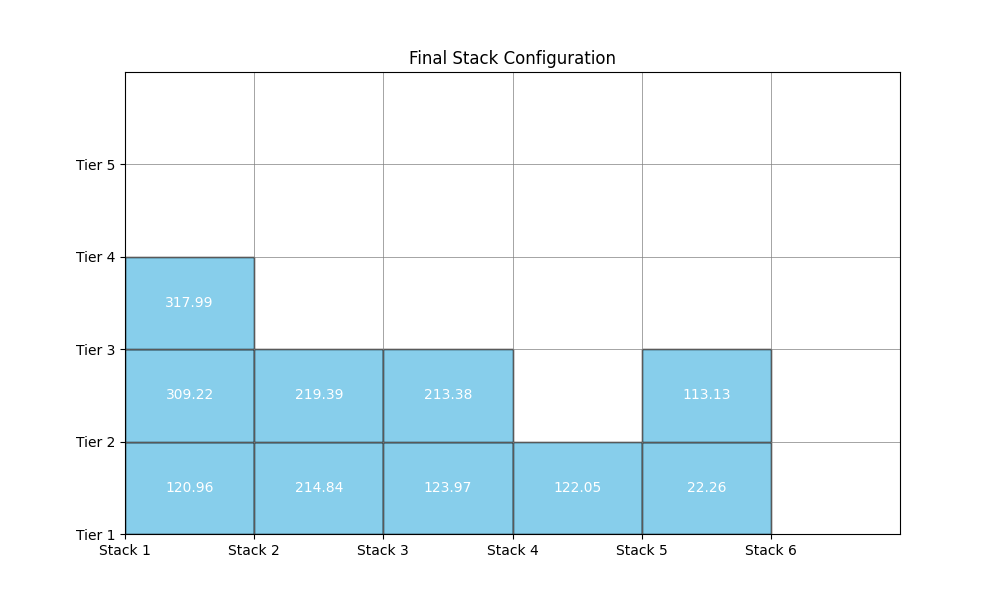 Final Stack Configuration
Tier 5
Tier 4
317.99
Tier 3
309.22 219.39 213.38 113.13
Tier 2
120.96 214.84 123.97 122.05 22.26
Tier 1
Stack 1 Stack 2 Stack 3 Stack 4 Stack 5 Stack 6